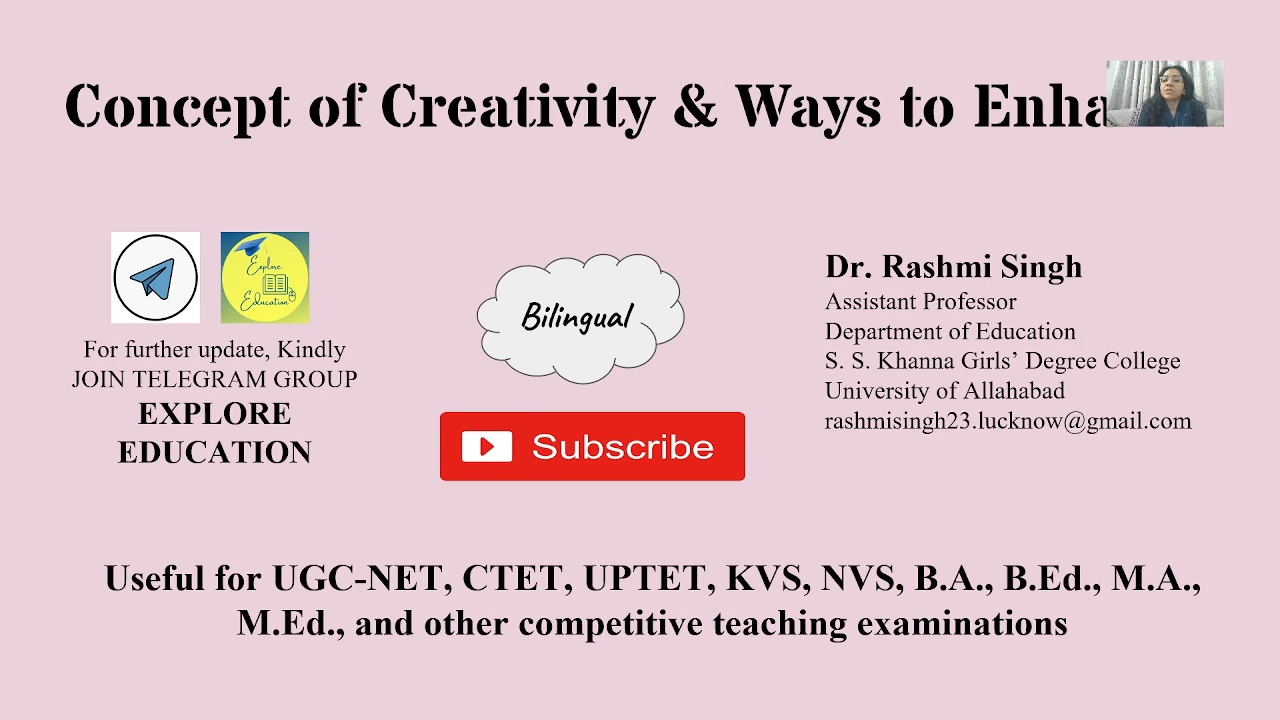 Concept of Creativity & Ways to Enha
Explore
Education
For further update, Kindly
JOIN TELEGRAM GROUP
EXPLORE
EDUCATION
Bilingual
Subscribe
Dr. Rashmi Singh
Assistant Professor
Department of Education
S. S. Khanna Girls’ Degree College
University of Allahabad
rashmisingh23.lucknow@gmail.com
Useful for UGC-NET, CTET, UPTET, KVS, NVS, B.A., B.Ed., M.A.,
M.Ed., and other competitive teaching examinations